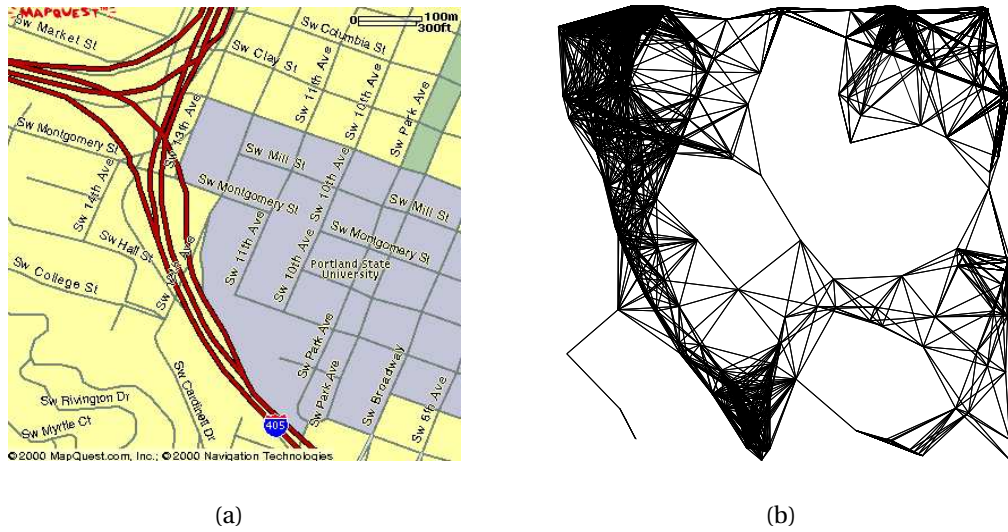 MAPQUEST
100m
300ft
Sw Market St
Sw Columbia St
Sw Clay St
Sw 11th Ave
Sw 10th Ave
Sw Park Ave
Sw 13th Ave
Sw Montgomery St
Sw Mill St
Sw 14th Ave
Sw Montgomery St
Sw 10th Ave
Sw Mill St
Sw Hall St
Sw 11th Ave
Sw 10th Ave
Sw Montgomery St
Sw College St
Portland State
University
Sw Park Ave
Sw Rivington Dr
Sw Cardinell Dr
Sw Park Ave
Sw Broadway
Sw 5th Ave
Sw Myrtle Ct
405
©2000 MapQuest.com, Inc.; ©2000 Navigation Technologies
(a)
(b)